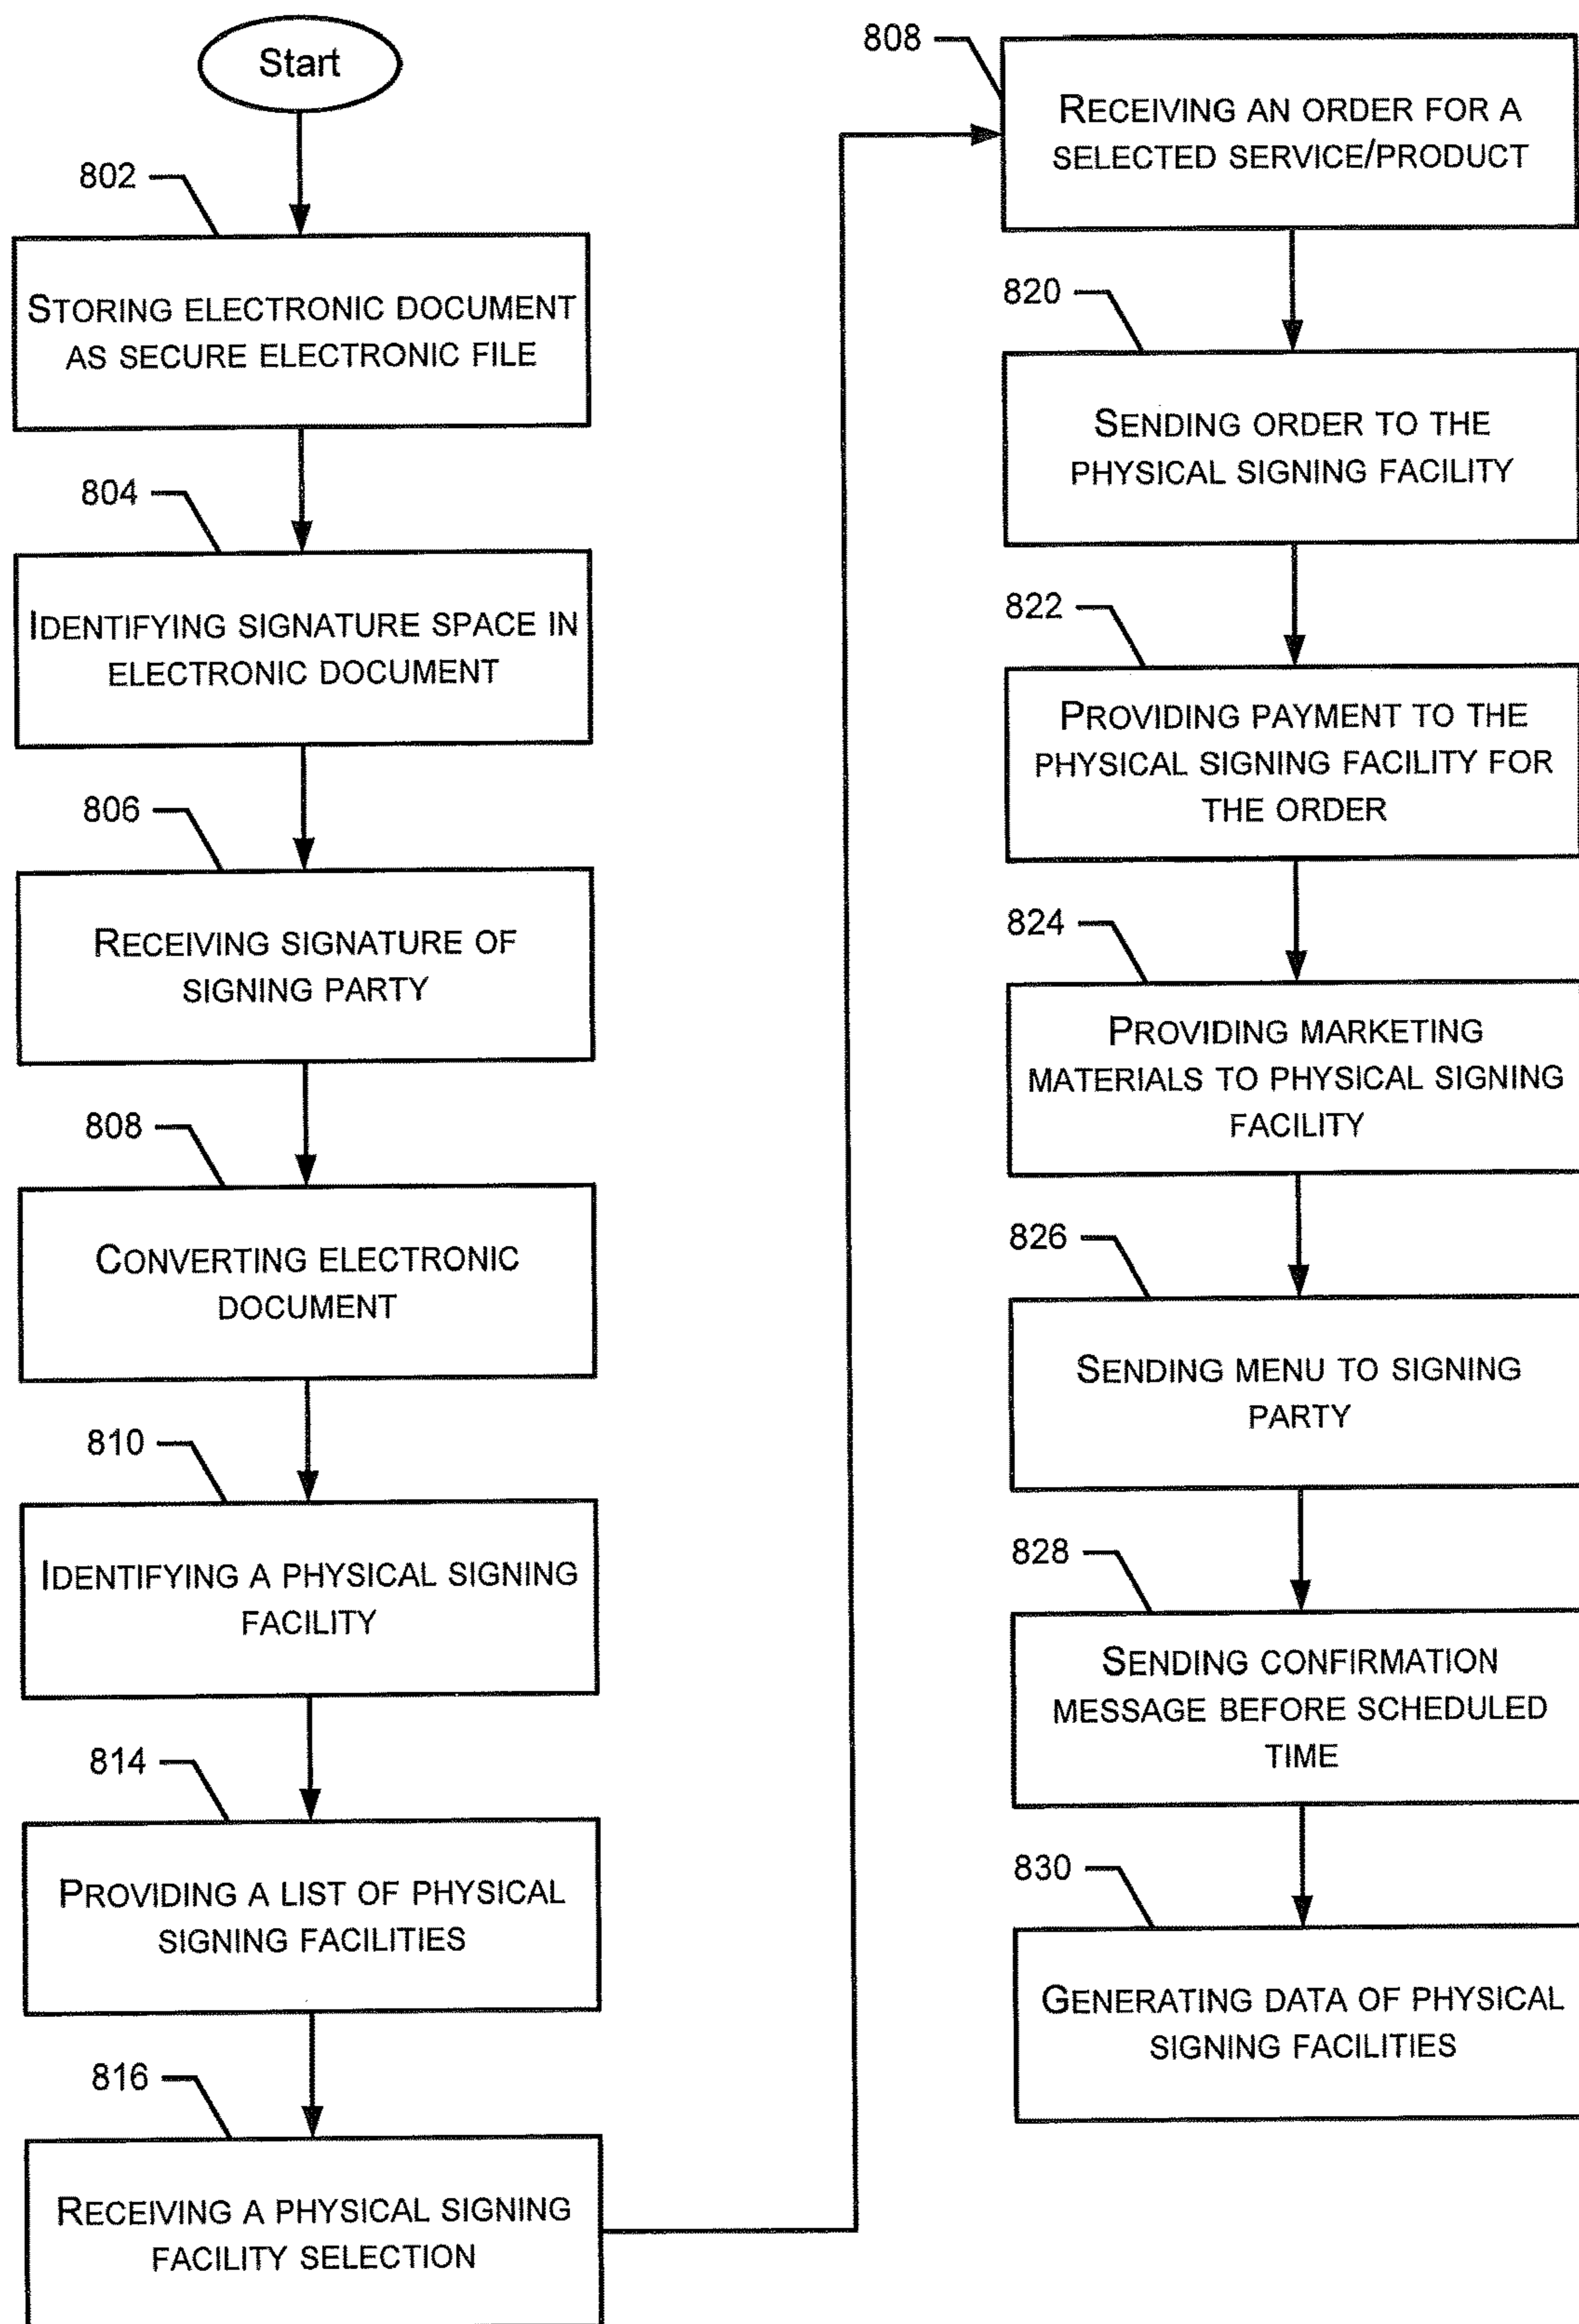 Start
802
STORING ELECTRONIC DOCUMENT
AS SECURE ELECTRONIC FILE
804
IDENTIFYING SIGNATURE SPACE IN
ELECTRONIC DOCUMENT
806
RECEIVING SIGNATURE OF
SIGNING PARTY
808
CONVERTING ELECTRONIC
DOCUMENT
810
IDENTIFYING A PHYSICAL SIGNING
FACILITY
814
PROVIDING A LIST OF PHYSICAL
SIGNING FACILITIES
816
RECEIVING A PHYSICAL SIGNING
FACILITY SELECTION
808
RECEIVING AN ORDER FOR A
SELECTED SERVICE/PRODUCT
820
SENDING ORDER TO THE
PHYSICAL SIGNING FACILITY
822
PROVIDING PAYMENT TO THE
PHYSICAL SIGNING FACILITY FOR
THE ORDER
824
PROVIDING MARKETING
MATERIALS TO PHYSICAL SIGNING
FACILITY
826
SENDING MENU TO SIGNING
PARTY
828
SENDING CONFIRMATION
MESSAGE BEFORE SCHEDULED
TIME
830
GENERATING DATA OF PHYSICAL
SIGNING FACILITIES